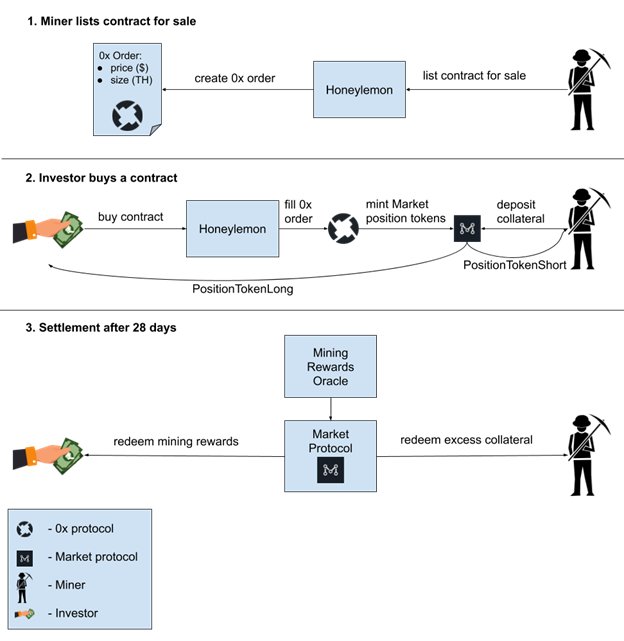 1. Miner lists contract for sale
0x Order:
● price ($)
● size (TH)
create 0x order
Honeylemon
list contract for sale
2. Investor buys a contract
buy contract
Honeylemon
fill 0x
order
mint Market
position tokens
deposit
collateral
PositionTokenShort
PositionTokenLong
3. Settlement after 28 days
Mining
Rewards
Oracle
redeem mining rewards
Market
Protocol
redeem excess collateral
- 0x protocol
- Market protocol
- Miner
- Investor